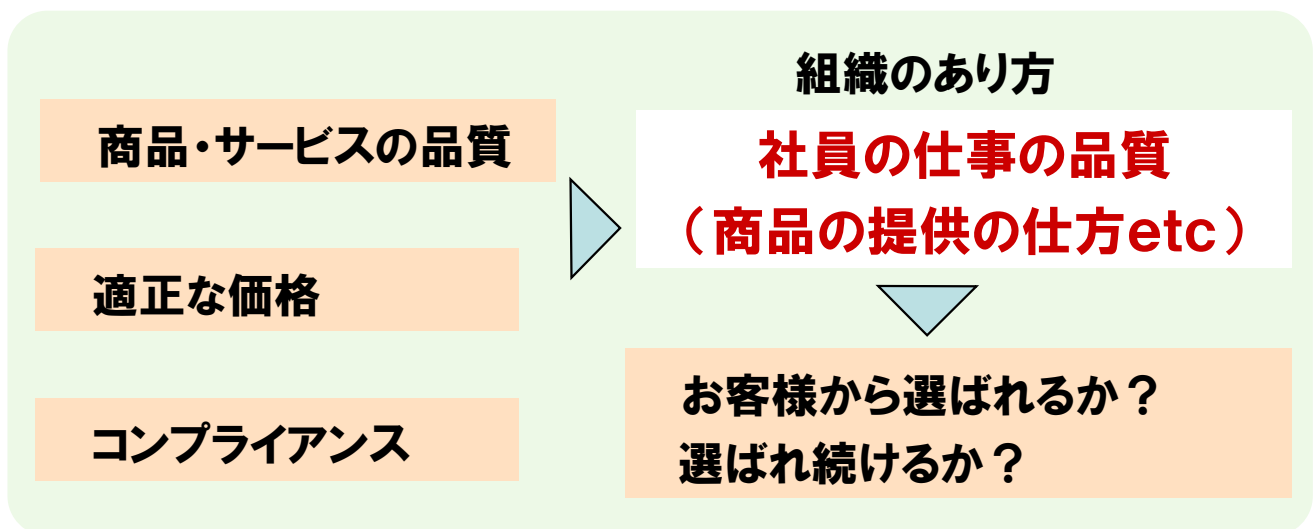 商品・サービスの品質
適正な価格
コンプライアンス
組織のあり方
社員の仕事の品質
（商品の提供の仕方etc）
お客様から選ばれるか？
選ばれ続けるか？